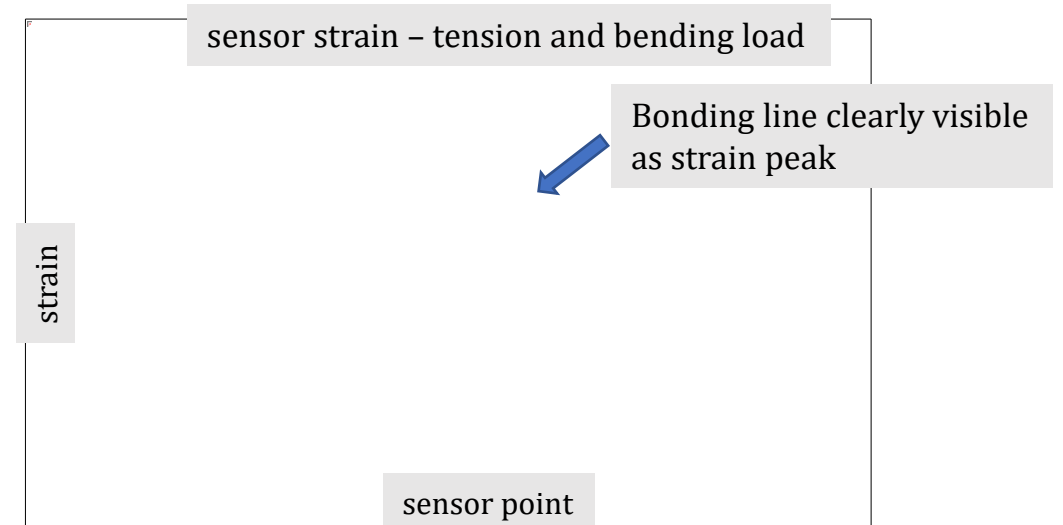 sensor strain – tension and bending load
Bonding line clearly visible
as strain peak
strain
sensor point